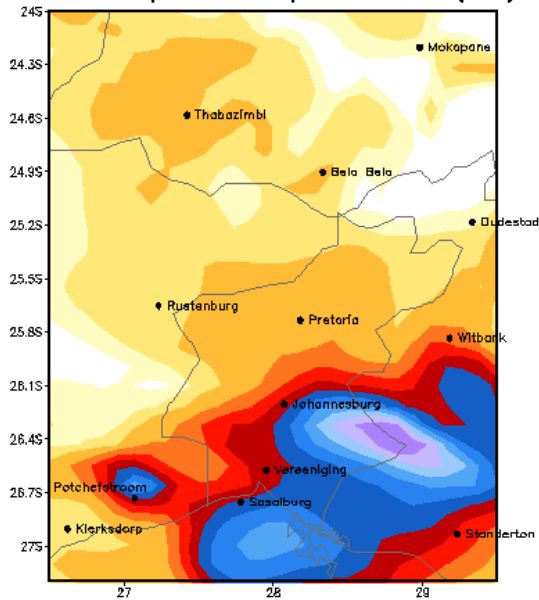 24S
Mokopane
24.3S
Thabazimbi
24.6S
24.9S
Bela Bela
25.2S
Oudestad
25.5S
Rustenburg
Pretoria
25.8S
Witbank
26.1S
Johannesburg
26.4S
Vereeniging
26.7S
Potchefstroom
Sasolburg
Klerksdorp
Standerton
27S
27
28
29